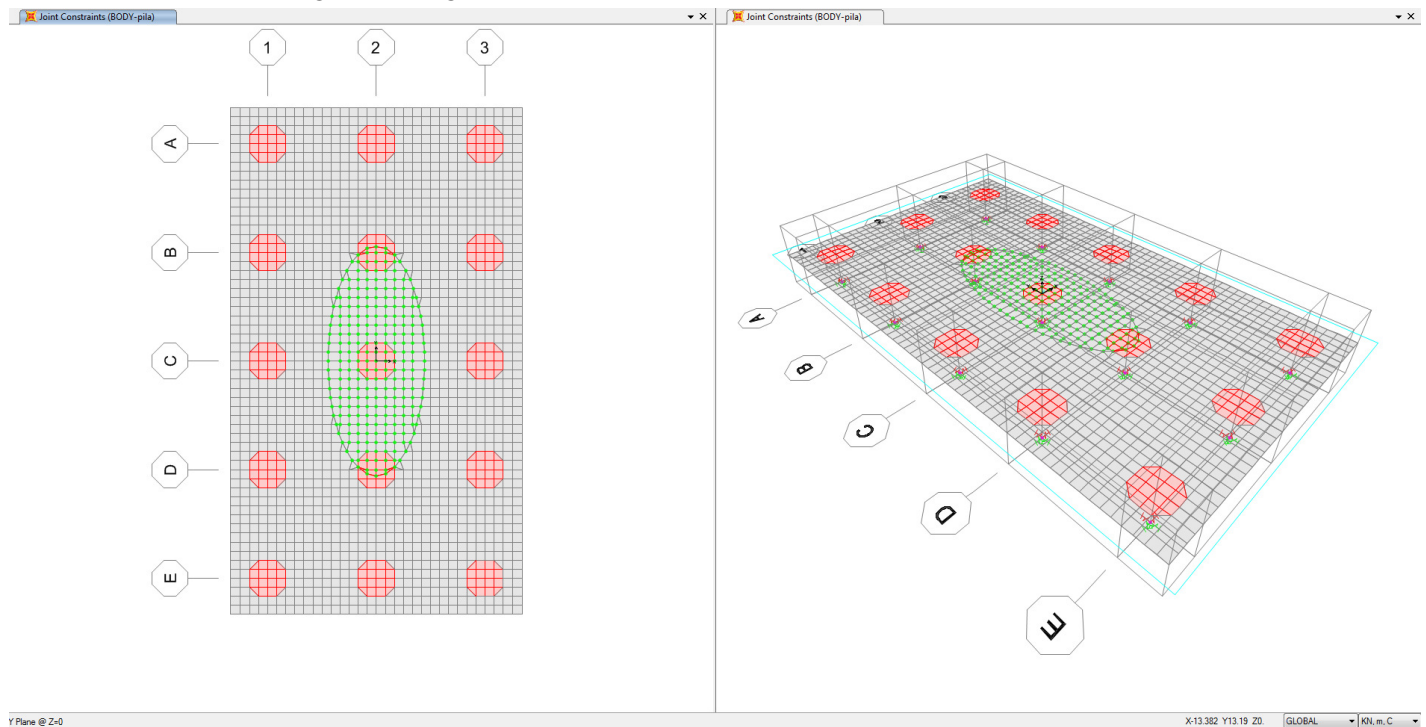 Joint Constraints (BODY-pila)
1 2 3
A
B
C
D
E
Y Plane @ Z=0
Joint Constraints (BODY-pila)
A
B
C
D
E
X-13.382 Y13.19 Z0. GLOBAL KN, m, C